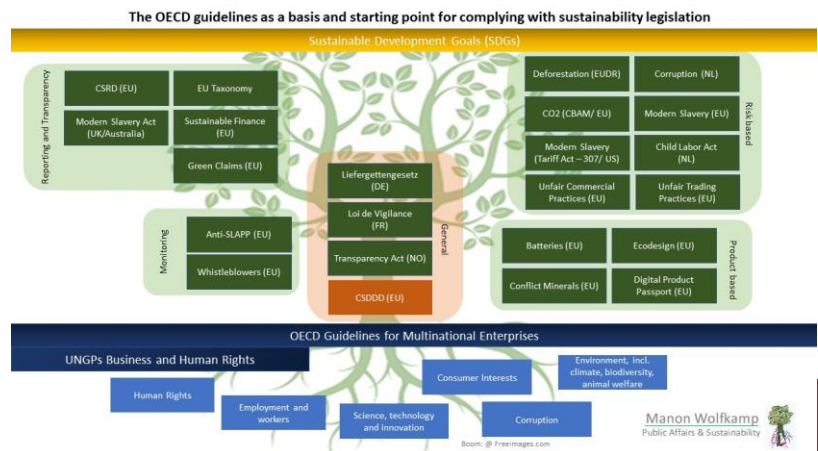 The OECD guidelines as a basis and starting point for complying with sustainability legislation
Sustainable Development Goals (SDGs)
Reporting and Transparency
CSRD (EU)
EU Taxonomy
Modern Slavery Act
(UK/Australia)
Sustainable Finance
(EU)
Green Claims (EU)
Monitoring
Anti-SLAPP (EU)
Whistleblowers (EU)
Liefergettengesetz
(DE)
Loi de Vigilance
(FR)
Transparency Act (NO)
CSDDD (EU)
General
Deforestation (EUDR)
Corruption (NL)
CO2 (CBAM/ EU)
Modern Slavery (EU)
Modern Slavery
(Tariff Act – 307/ US)
Child Labor Act
(NL)
Unfair Commercial
Practices (EU)
Unfair Trading
Practices (EU)
Risk based
Batteries (EU)
Ecodesign (EU)
Conflict Minerals (EU)
Digital Product
Passport (EU)
Product based
OECD Guidelines for Multinational Enterprises
UNGPs Business and Human Rights
Human Rights
Employment and
workers
Science, technology
and innovation
Consumer Interests
Corruption
Environment, incl.
climate, biodiversity,
animal welfare
Manon Wolfkamp
Public Affairs & Sustainability
Boom: @ Freeimages.com